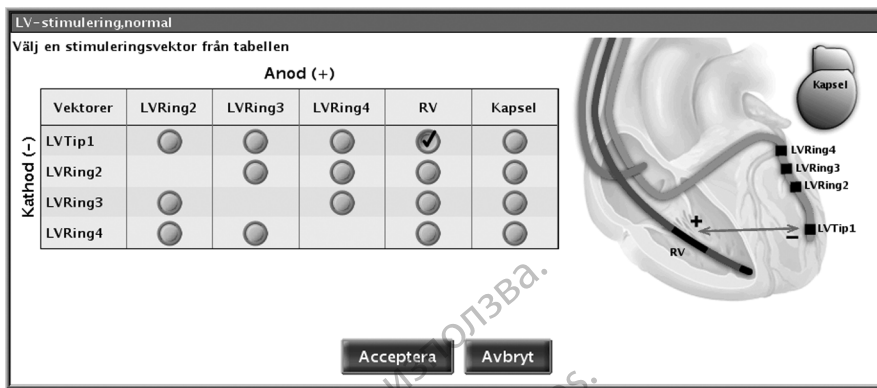 LV-stimulering,normal
Välj en stimuleringsvektor från tabellen
Anod (+)
Kathod (-)
Vektorer LVRing2 LVRing3 LVRing4 RV Kapsel
LVTip1
LVRing2
LVRing3
LVRing4
Kapsel
LVRing4
LVRing3
LVRing2
+
− LVTip1
RV
използва.
Acceptera Avbryt